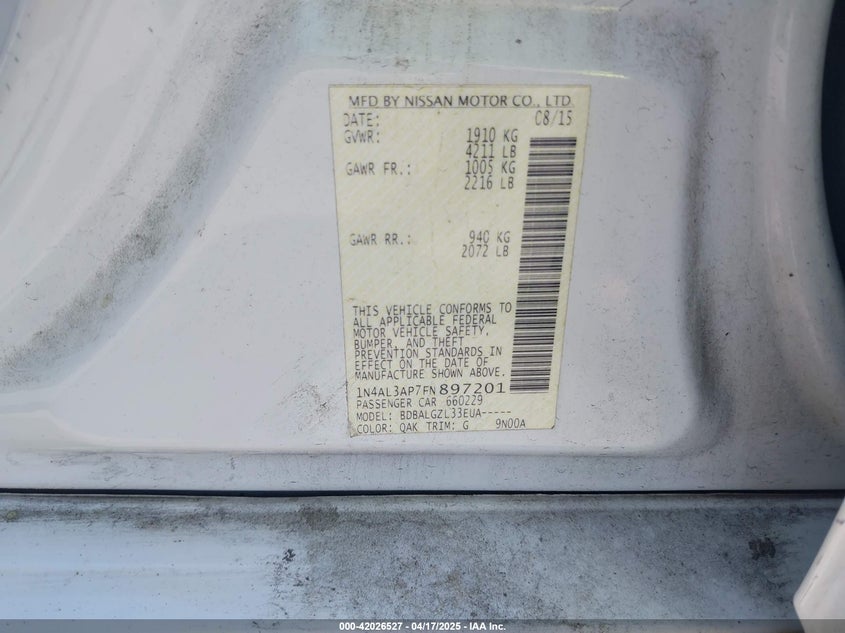 MFD BY NISSAN MOTOR CO., LTD.
DATE: 08/15
GVWR: 1910 KG
4211 LB
GAWR FR.: 1005 KG
2216 LB
GAWR RR.: 940 KG
2072 LB
THIS VEHICLE CONFORMS TO
ALL APPLICABLE FEDERAL
MOTOR VEHICLE SAFETY,
BUMPER, AND THEFT
PREVENTION STANDARDS IN
EFFECT ON THE DATE OF
MANUFACTURE SHOWN ABOVE.
1N4AL3AP7FN897201
PASSENGER CAR 660229
MODEL: BDBALGZL33EUA-----
COLOR: QAK TRIM: G 9N00A
000-42026527 - 04/17/2025 - IAA Inc.